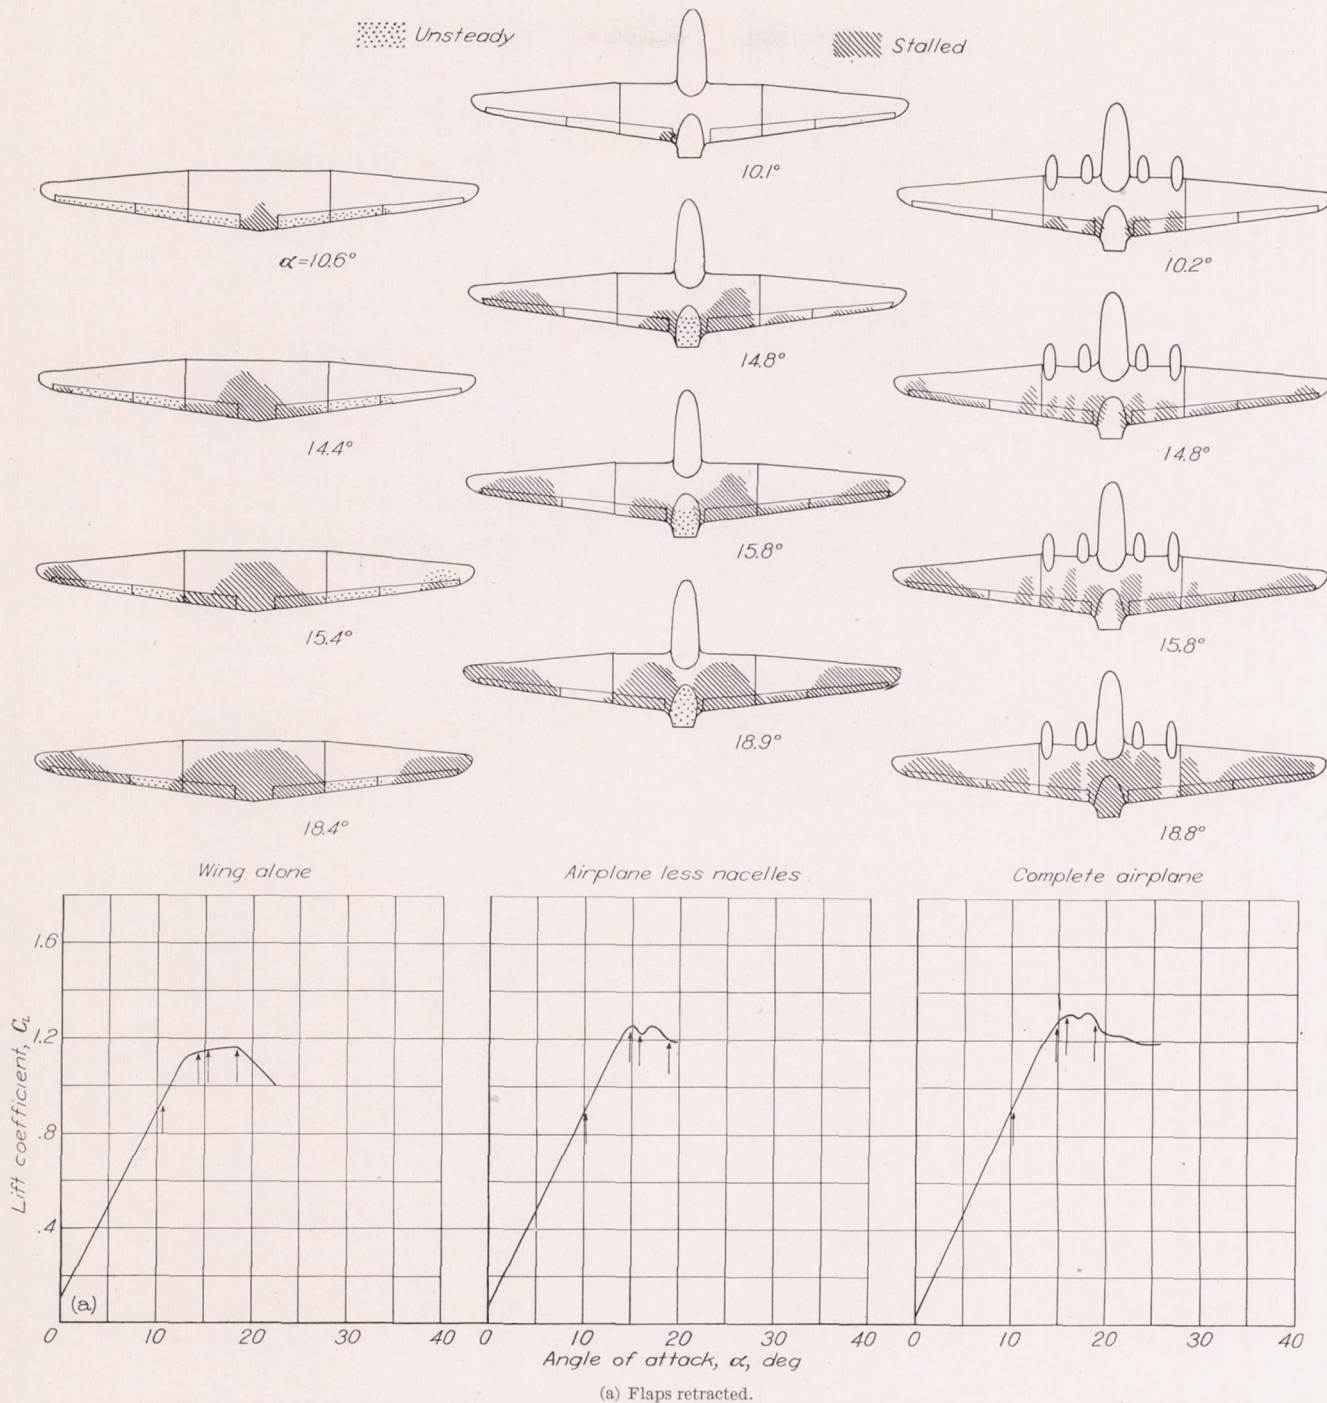 Unsteady
Stalled
10.1°
α=10.6°
10.2°
14.8°
14.4°
14.8°
15.8°
15.4°
15.8°
18.9°
18.4°
18.8°
Wing alone
Airplane less nacelles
Complete airplane
Lift coefficient, C_L
1.6
1.2
.8
.4
(a)
0 10 20 30 40 0 10 20 30 40 0 10 20 30 40
Angle of attack, α, deg
(a) Flaps retracted.